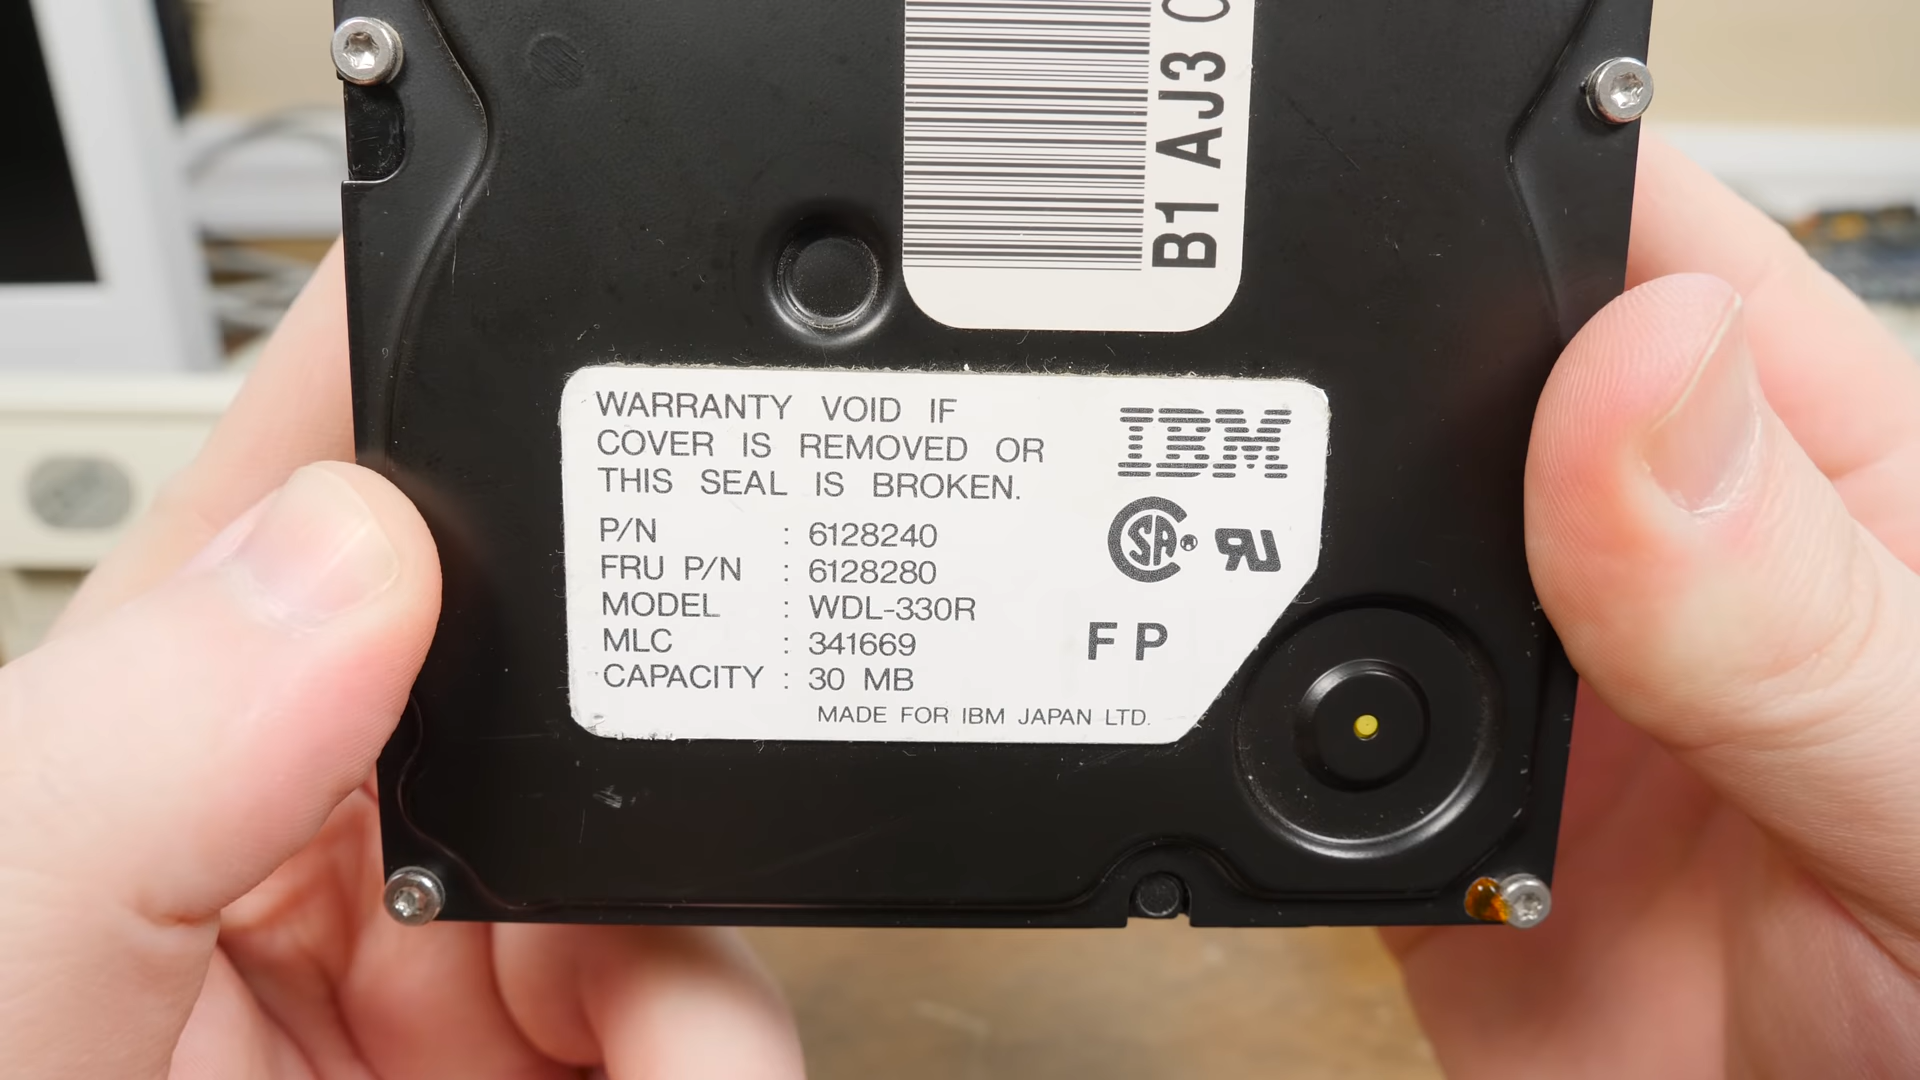 B1 AJ3
WARRANTY VOID IF
COVER IS REMOVED OR
THIS SEAL IS BROKEN.
IBM
P/N : 6128240
FRU P/N : 6128280
MODEL : WDL-330R
MLC : 341669
CAPACITY : 30 MB
MADE FOR IBM JAPAN LTD.
SA
F P